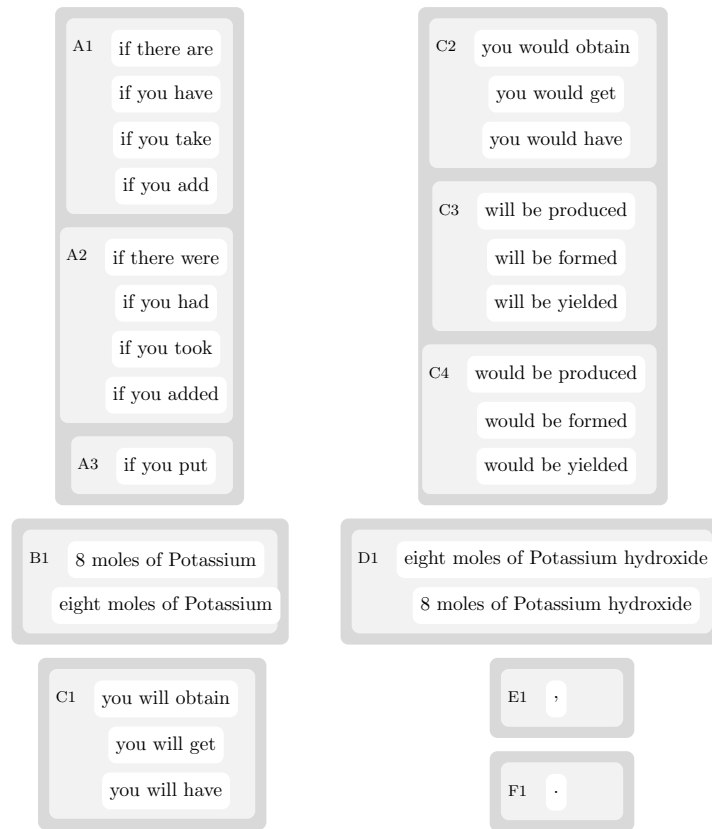 A1 if there are
if you have
if you take
if you add
A2 if there were
if you had
if you took
if you added
A3 if you put
B1 8 moles of Potassium
eight moles of Potassium
C1 you will obtain
you will get
you will have
C2 you would obtain
you would get
you would have
C3 will be produced
will be formed
will be yielded
C4 would be produced
would be formed
would be yielded
D1 eight moles of Potassium hydroxide
8 moles of Potassium hydroxide
E1 ,
F1 .